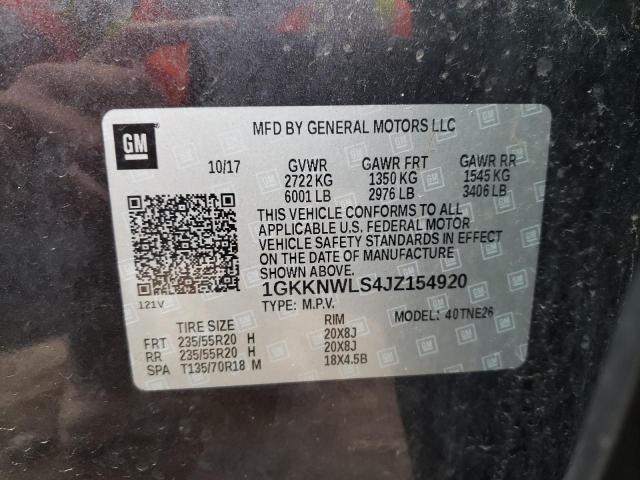 GM
MFD BY GENERAL MOTORS LLC
10/17 GVWR GAWR FRT GAWR RR
2722 KG 1350 KG 1545 KG
6001 LB 2976 LB 3406 LB
THIS VEHICLE CONFORMS TO ALL
APPLICABLE U.S. FEDERAL MOTOR
VEHICLE SAFETY STANDARDS IN EFFECT
ON THE DATE OF MANUFACTURE
SHOWN ABOVE.
1GKKNWLS4JZ154920
121V TYPE: M.P.V. MODEL: 4OTNE26
TIRE SIZE RIM
FRT 235/55R20 H 20X8J
RR 235/55R20 H 20X8J
SPA T135/70R18 M 18X4.5B